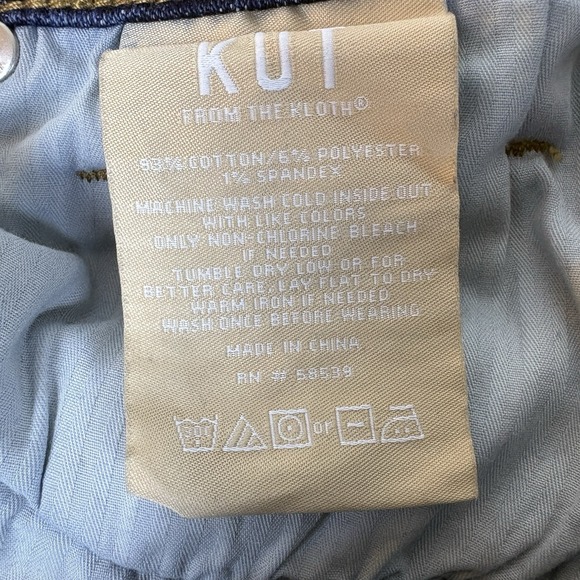 KUT
FROM THE KLOTH®
93% COTTON/6% POLYESTER
1% SPANDEX
MACHINE WASH COLD INSIDE OUT
WITH LIKE COLORS
ONLY NON-CHLORINE BLEACH
IF NEEDED
TUMBLE DRY LOW OR FOR
BETTER CARE, LAY FLAT TO DRY
WARM IRON IF NEEDED
WASH ONCE BEFORE WEARING
MADE IN CHINA
RN # 58539
or